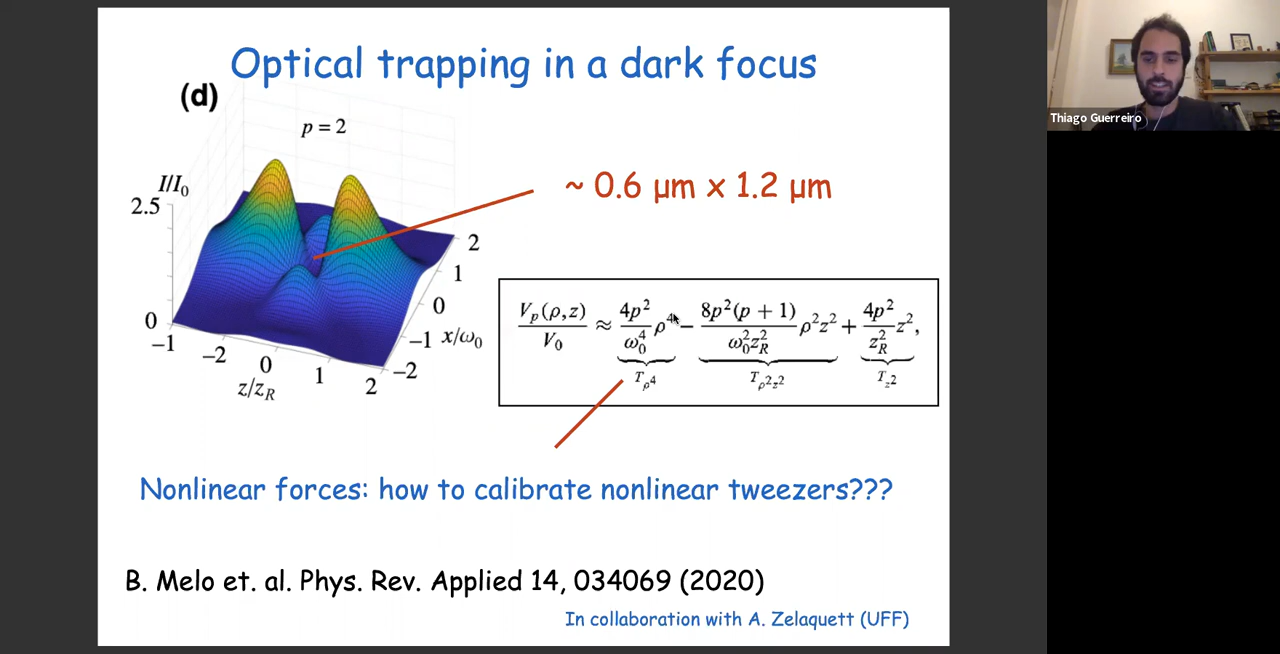 Optical trapping in a dark focus
(d)
p = 2
I/I₀
2.5
0
−1
−2
0
1
2
z/z_R
2
1
0
−1
−2
x/ω₀
~ 0.6 μm x 1.2 μm
V_p(ρ,z)/V₀ ≈ 4p²/ω₀⁴ ρ⁴ − 8p²(p + 1)/ω₀²z_R² ρ²z² + 4p²/z_R² z²,
T_ρ⁴ T_ρ²z² T_z²
Nonlinear forces: how to calibrate nonlinear tweezers???
B. Melo et. al. Phys. Rev. Applied 14, 034069 (2020)
In collaboration with A. Zelaquett (UFF)
Thiago Guerreiro